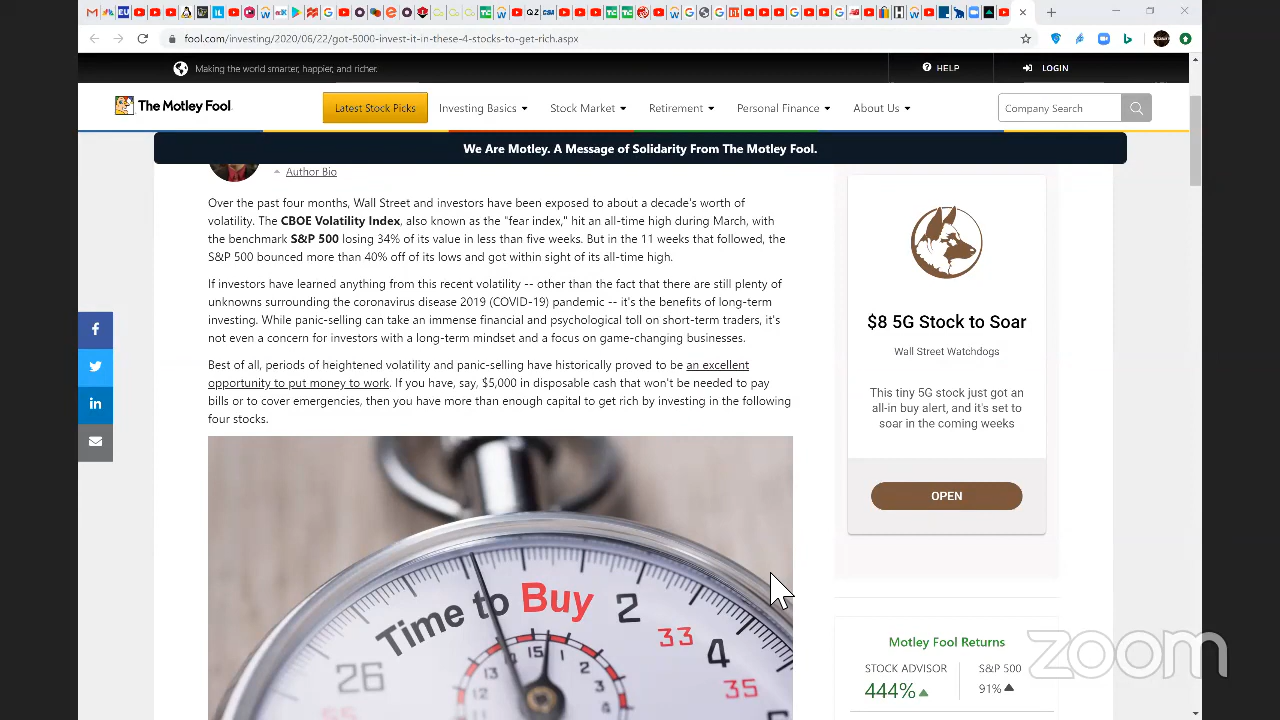 fool.com/investing/2020/06/22/got-5000-invest-it-in-these-4-stocks-to-get-rich.aspx
Making the world smarter, happier, and richer.
HELP
LOGIN
The Motley Fool
Latest Stock Picks
Investing Basics
Stock Market
Retirement
Personal Finance
About Us
Company Search
We Are Motley. A Message of Solidarity From The Motley Fool.
Author Bio
Over the past four months, Wall Street and investors have been exposed to about a decade's worth of
volatility. The CBOE Volatility Index, also known as the "fear index," hit an all-time high during March, with
the benchmark S&P 500 losing 34% of its value in less than five weeks. But in the 11 weeks that followed, the
S&P 500 bounced more than 40% off of its lows and got within sight of its all-time high.
If investors have learned anything from this recent volatility -- other than the fact that there are still plenty of
unknowns surrounding the coronavirus disease 2019 (COVID-19) pandemic -- it's the benefits of long-term
investing. While panic-selling can take an immense financial and psychological toll on short-term traders, it's
not even a concern for investors with a long-term mindset and a focus on game-changing businesses.
Best of all, periods of heightened volatility and panic-selling have historically proved to be an excellent
opportunity to put money to work. If you have, say, $5,000 in disposable cash that won't be needed to pay
bills or to cover emergencies, then you have more than enough capital to get rich by investing in the following
four stocks.
$8 5G Stock to Soar
Wall Street Watchdogs
This tiny 5G stock just got an
all-in buy alert, and it's set to
soar in the coming weeks
OPEN
Time to Buy
2
33
4
35
26
15
1
2
3
4
11
12
13
Motley Fool Returns
STOCK ADVISOR
444%
S&P 500
91%
zoom